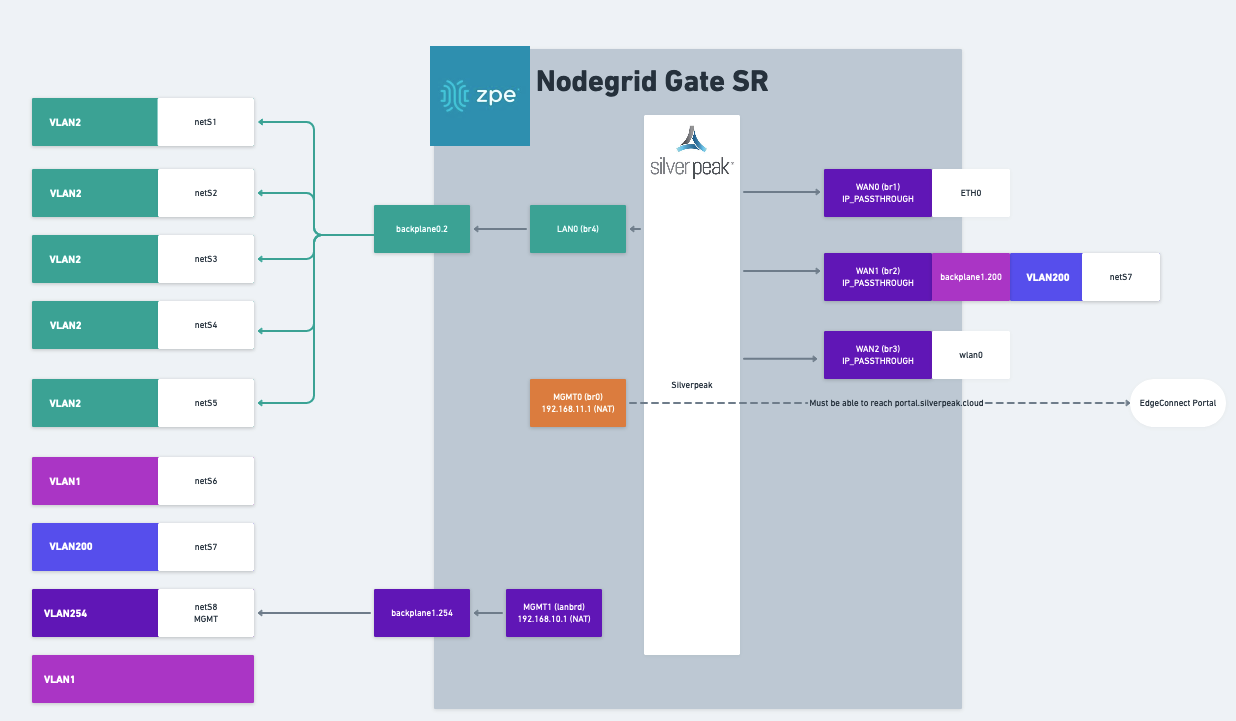 zpe
Nodegrid Gate SR
silver peak
VLAN2
netS1
VLAN2
netS2
VLAN2
netS3
VLAN2
netS4
VLAN2
netS5
VLAN1
netS6
VLAN200
netS7
VLAN254
netS8
MGMT
VLAN1
backplane0.2
LAN0 (br4)
MGMT0 (br0)
192.168.11.1 (NAT)
backplane1.254
MGMT1 (lanbrd)
192.168.10.1 (NAT)
Silverpeak
WAN0 (br1)
IP_PASSTHROUGH
ETH0
WAN1 (br2)
IP_PASSTHROUGH
backplane1.200
VLAN200
netS7
WAN2 (br3)
IP_PASSTHROUGH
wlan0
Must be able to reach portal.silverpeak.cloud
EdgeConnect Portal